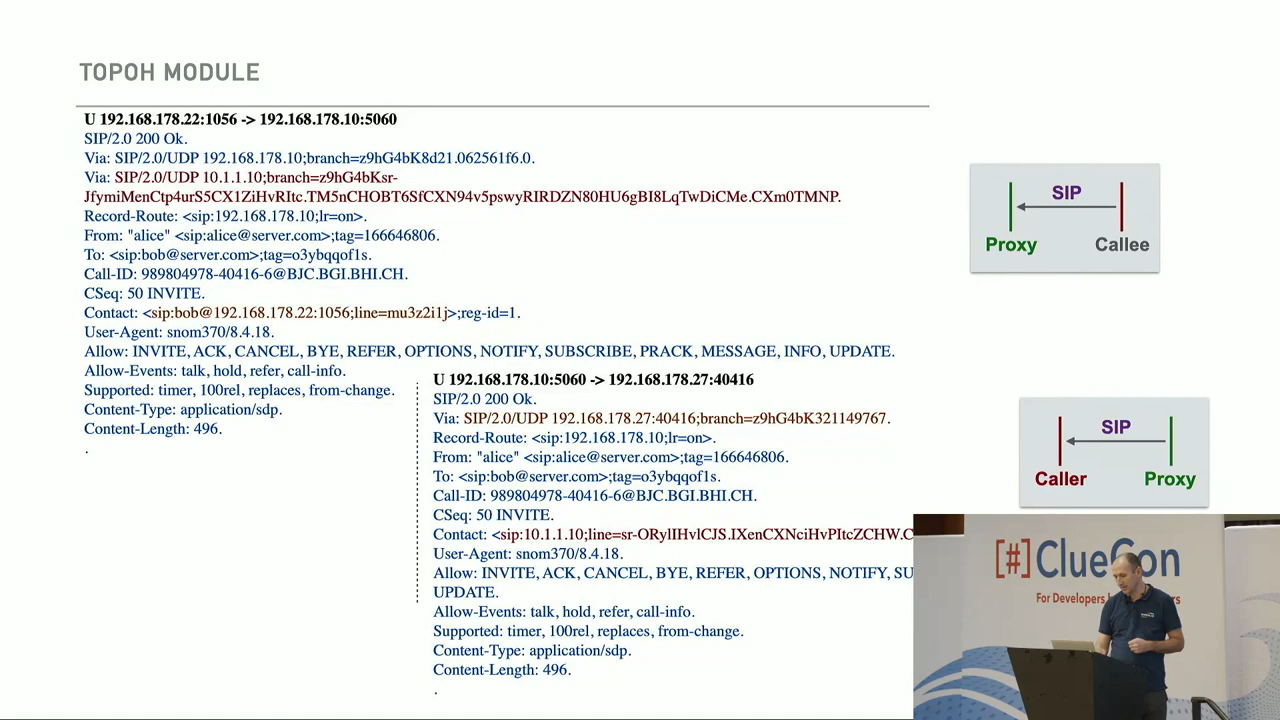 TOPOH MODULE
U 192.168.178.22:1056 -> 192.168.178.10:5060
SIP/2.0 200 Ok.
Via: SIP/2.0/UDP 192.168.178.10;branch=z9hG4bK8d21.062561f6.0.
Via: SIP/2.0/UDP 10.1.1.10;branch=z9hG4bKsr-
JfymiMenCtp4urS5CX1ZiHvRItc.TM5nCHOBT6SfCXN94v5pswyRIRDZN80HU6gBI8LqTwDiCMe.CXm0TMNP.
Record-Route: <sip:192.168.178.10;lr=on>.
From: "alice" <sip:alice@server.com>;tag=166646806.
To: <sip:bob@server.com>;tag=o3ybqqof1s.
Call-ID: 989804978-40416-6@BJC.BGI.BHI.CH.
CSeq: 50 INVITE.
Contact: <sip:bob@192.168.178.22:1056;line=mu3z2i1j>;reg-id=1.
User-Agent: snom370/8.4.18.
Allow: INVITE, ACK, CANCEL, BYE, REFER, OPTIONS, NOTIFY, SUBSCRIBE, PRACK, MESSAGE, INFO, UPDATE.
Allow-Events: talk, hold, refer, call-info.
Supported: timer, 100rel, replaces, from-change.
Content-Type: application/sdp.
Content-Length: 496.
.
U 192.168.178.10:5060 -> 192.168.178.27:40416
SIP/2.0 200 Ok.
Via: SIP/2.0/UDP 192.168.178.27:40416;branch=z9hG4bK321149767.
Record-Route: <sip:192.168.178.10;lr=on>.
From: "alice" <sip:alice@server.com>;tag=166646806.
To: <sip:bob@server.com>;tag=o3ybqqof1s.
Call-ID: 989804978-40416-6@BJC.BGI.BHI.CH.
CSeq: 50 INVITE.
Contact: <sip:10.1.1.10;line=sr-ORylIHvlCJS.IXenCXNciHvPItcZCHW.C
User-Agent: snom370/8.4.18.
Allow: INVITE, ACK, CANCEL, BYE, REFER, OPTIONS, NOTIFY, SU
UPDATE.
Allow-Events: talk, hold, refer, call-info.
Supported: timer, 100rel, replaces, from-change.
Content-Type: application/sdp.
Content-Length: 496.
.
SIP
Proxy Callee
SIP
Caller Proxy
[#] ClueCon
For Developers